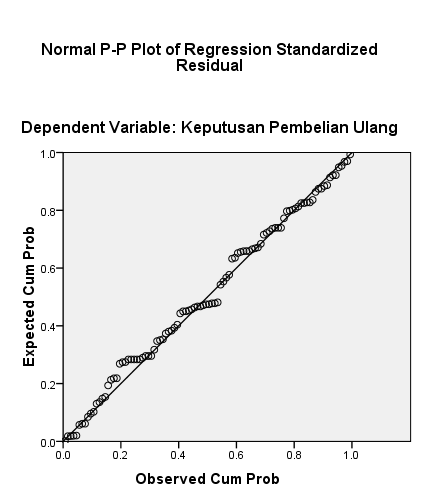 Normal P-P Plot of Regression Standardized
Residual
Dependent Variable: Keputusan Pembelian Ulang
Expected Cum Prob
1.0
0.8
0.6
0.4
0.2
0.0
0.0 0.2 0.4 0.6 0.8 1.0
Observed Cum Prob